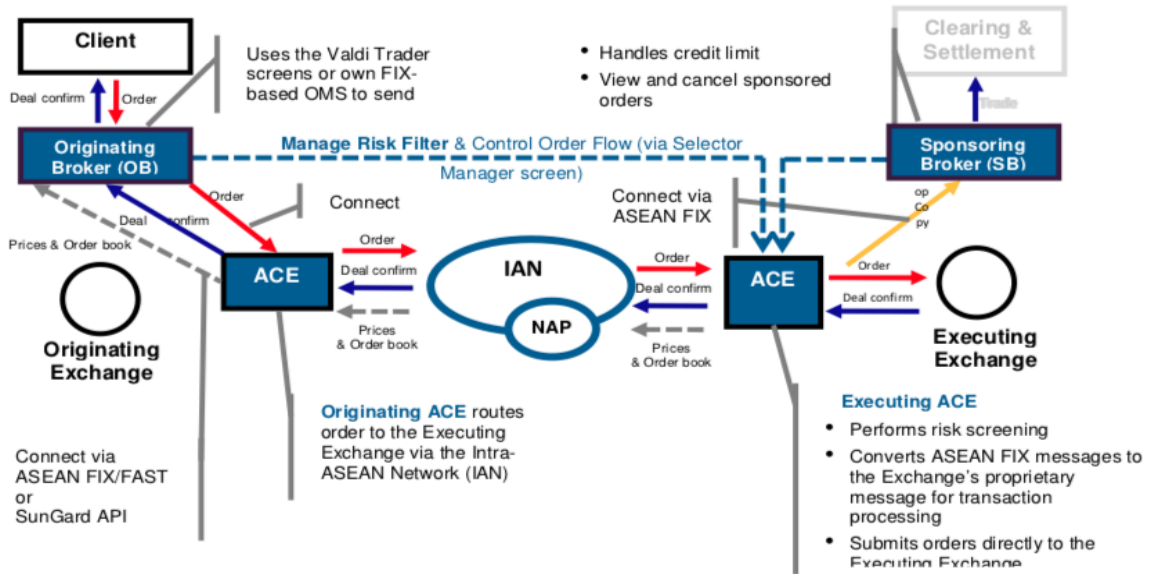 Client
Clearing &
Settlement
Uses the Valdi Trader
screens or own FIX-
based OMS to send
• Handles credit limit
• View and cancel sponsored
orders
Deal confirm
Order
Trade
Originating
Broker (OB)
Manage Risk Filter & Control Order Flow (via Selector
Manager screen)
Sponsoring
Broker (SB)
Order
Connect
Connect via
ASEAN FIX
op
Co
py
Deal confirm
Prices & Order book
ACE
Order
Deal confirm
Prices
& Order book
IAN
NAP
Order
Deal confirm
Prices
& Order book
ACE
Order
Deal confirm
Originating
Exchange
Executing
Exchange
Originating ACE routes
order to the Executing
Exchange via the Intra-
ASEAN Network (IAN)
Connect via
ASEAN FIX/FAST
or
SunGard API
Executing ACE
• Performs risk screening
• Converts ASEAN FIX messages to
the Exchange's proprietary
message for transaction
processing
• Submits orders directly to the
Executing Exchange